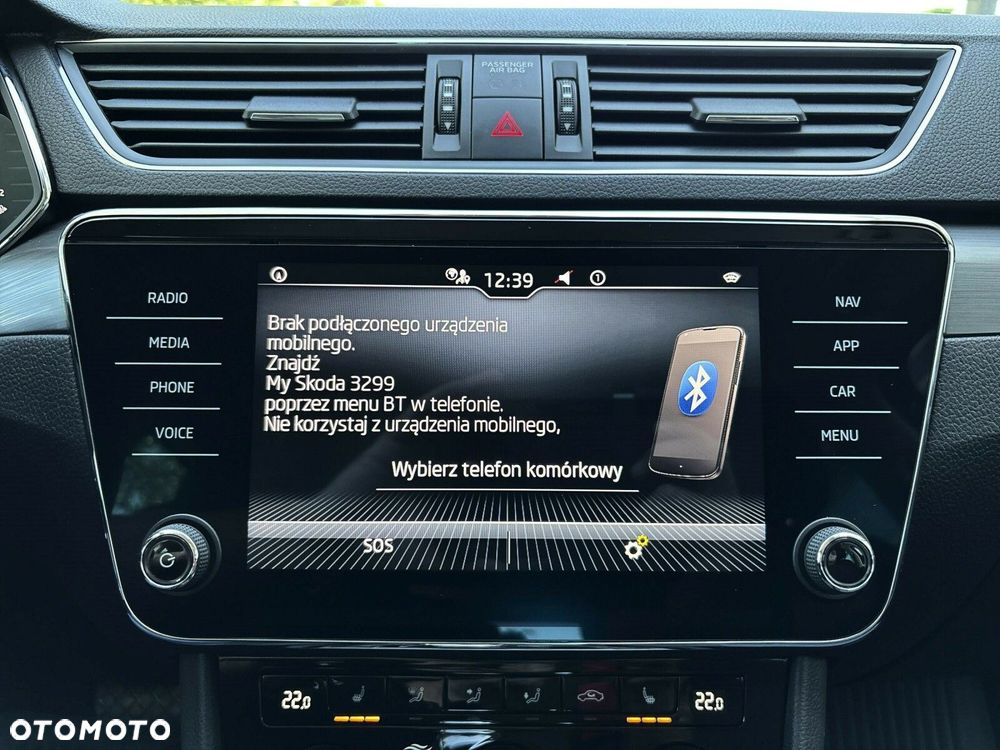 PASSENGER
AIR BAG
12:39
1
RADIO
MEDIA
PHONE
VOICE
Brak podłączonego urządzenia
mobilnego.
Znajdź
My Skoda 3299
poprzez menu BT w telefonie.
Nie korzystaj z urządzenia mobilnego,
Wybierz telefon komórkowy
SOS
NAV
APP
CAR
MENU
22.0
22.0
OTOMOTO